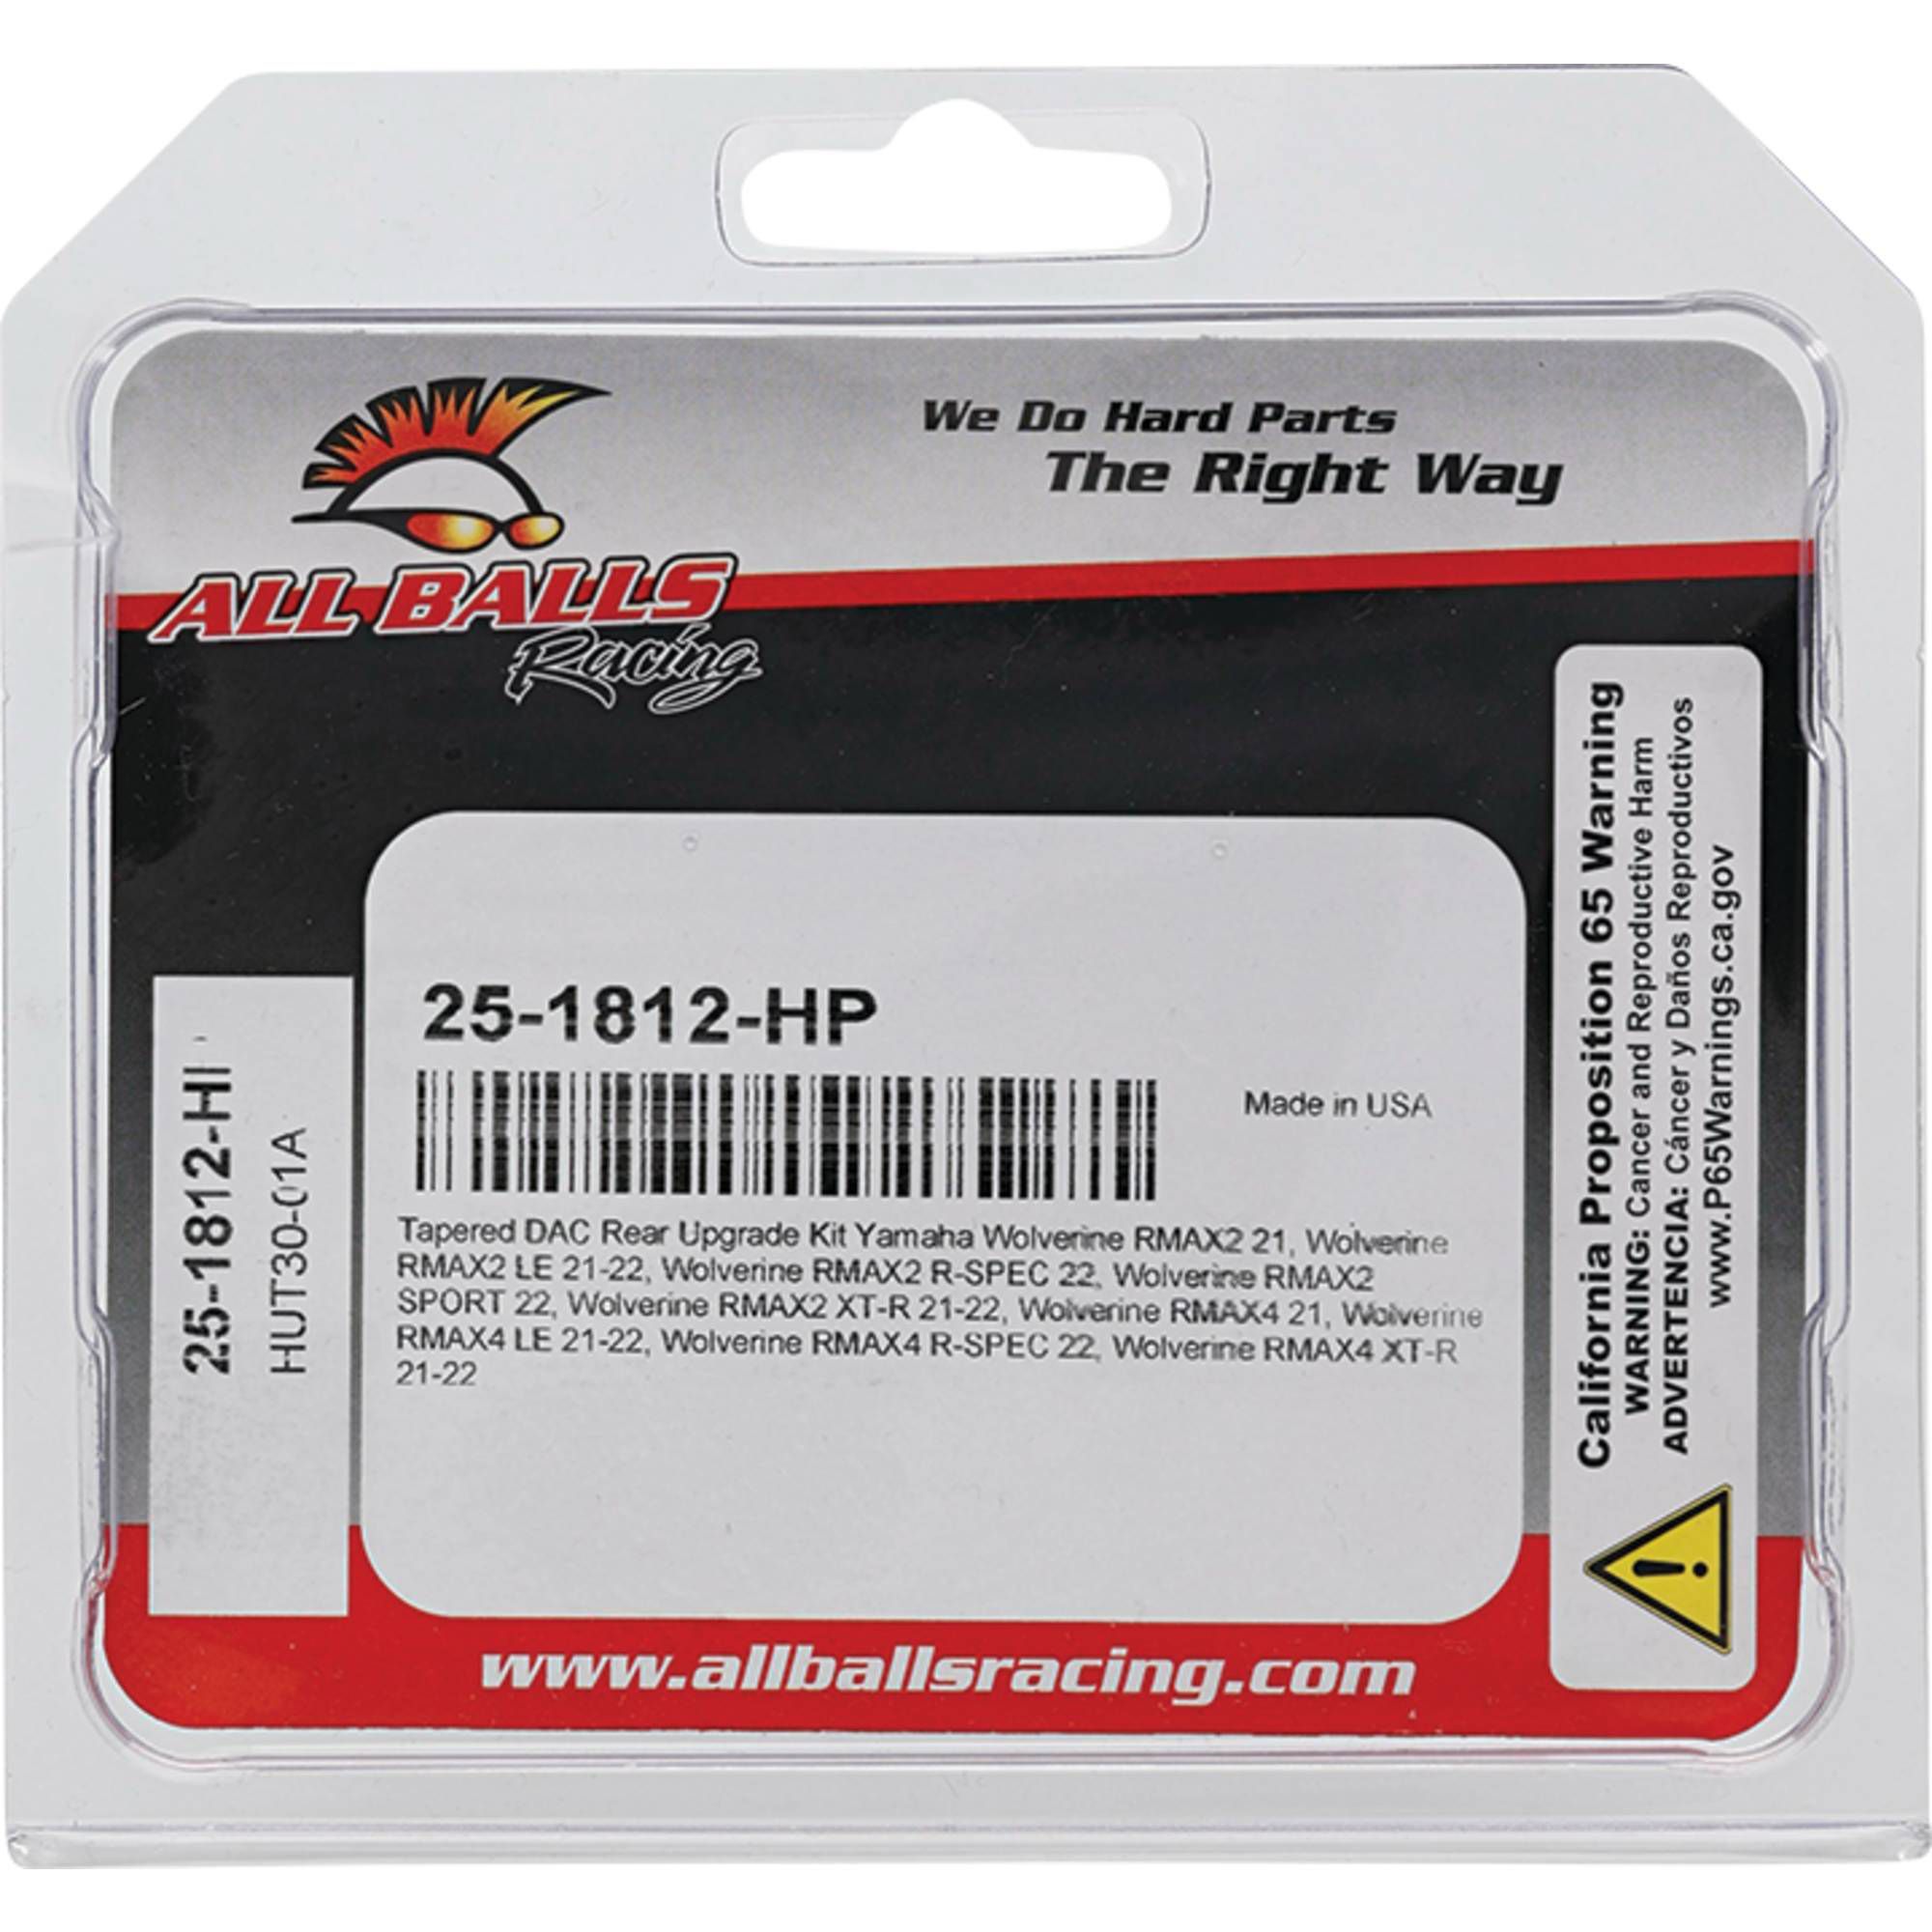 We Do Hard Parts
The Right Way
ALL BALLS
Racing
25-1812-HP
Made in USA
Tapered DAC Rear Upgrade Kit Yamaha Wolverine RMAX2 21, Wolverine
RMAX2 LE 21-22, Wolverine RMAX2 R-SPEC 22, Wolverine RMAX2
SPORT 22, Wolverine RMAX2 XT-R 21-22, Wolverine RMAX4 21, Wolverine
RMAX4 LE 21-22, Wolverine RMAX4 R-SPEC 22, Wolverine RMAX4 XT-R
21-22
25-1812-HI
HUT30-01A
California Proposition 65 Warning
WARNING: Cancer and Reproductive Harm
ADVERTENCIA: Cáncer y Daños Reproductivos
www.P65Warnings.ca.gov
www.allballsracing.com